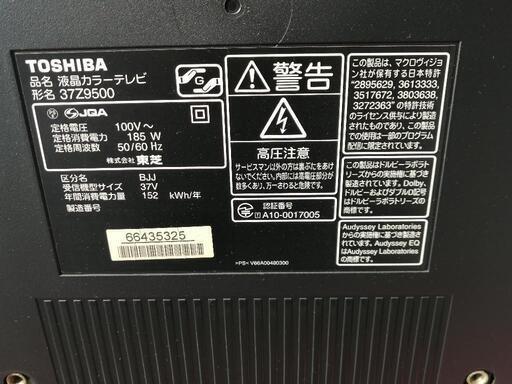 TOSHIBA
品名 液晶カラーテレビ
形名 37Z9500
JQA
定格電圧 100V～
定格消費電力 185 W
定格周波数 50/60 Hz
株式会社 東芝
区分名 BJJ
受信機型サイズ 37V
年間消費電力量 152 kWh/年
製造番号
66435325
G
警告
高圧注意
サービスマン以外の方は裏ぶたをあけ
ないでください。内部には高電圧部分が
数多くあり、万一さわると危険です。
認証番号
A10-0017005
>PS< V66A00480300
この製品は、マクロヴィジョ
ン社が保有する日本特許
"2895629、3613333、
3517672、3803638、
3272363"の特許技術
のライセンス供与により製造
されたものであり、この製品
での使用に一部のプログラム
配信に限定されています。
この製品はドルビーラボラト
リーズからの実施権に基づ
き製造されています。Dolby、
ドルビー及びダブルD記号
はドルビーラボラトリーズの
商標です。
Audyssey Laboratories
からの実施権に基づき製造さ
れています。Audyssey EQ
はAudyssey Laboratories
の商標です。